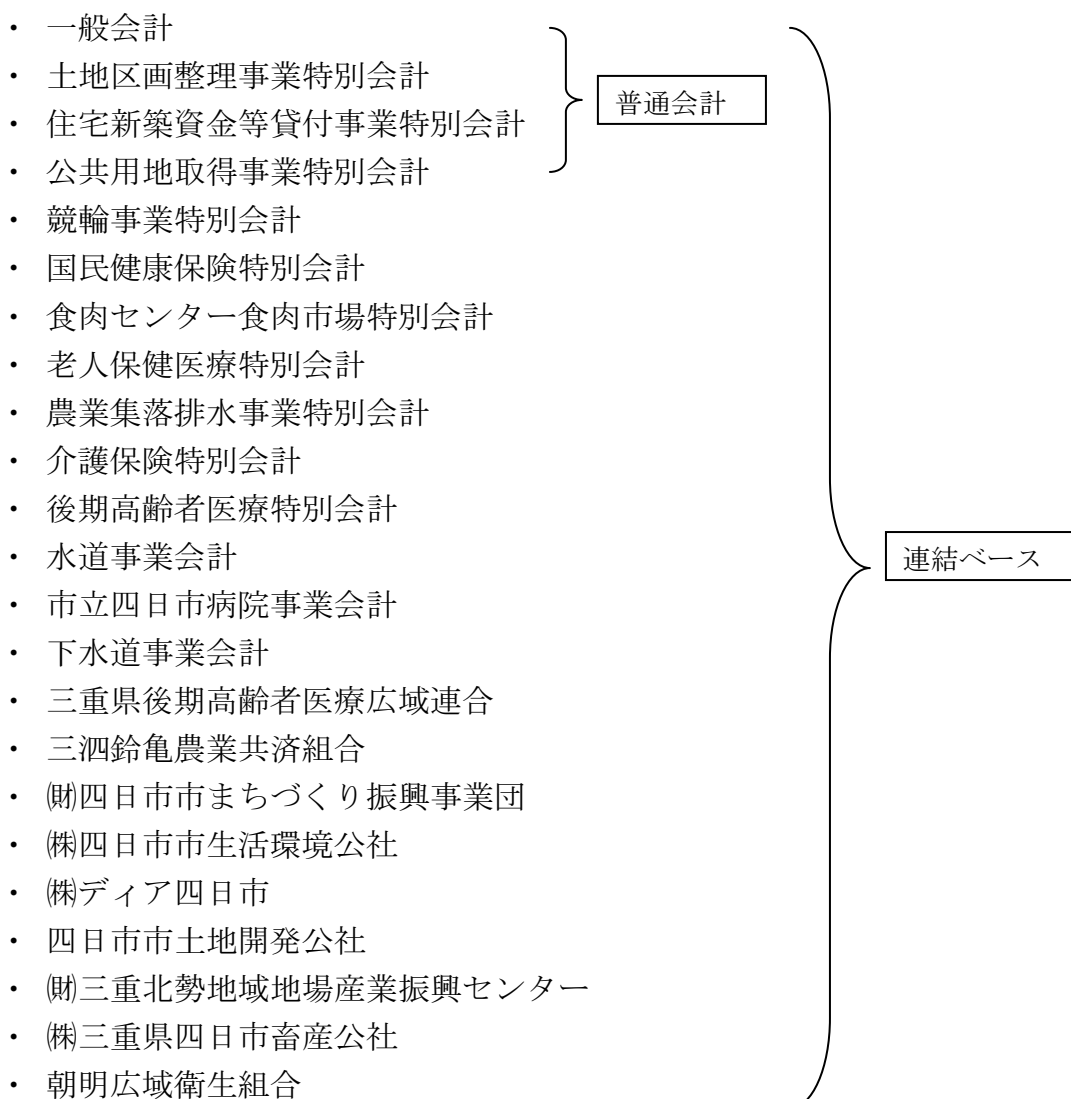 ・ 一般会計
・ 土地区画整理事業特別会計
普通会計
・ 住宅新築資金等貸付事業特別会計
・ 公共用地取得事業特別会計
・ 競輪事業特別会計
・ 国民健康保険特別会計
・ 食肉センター食肉市場特別会計
・ 老人保健医療特別会計
・ 農業集落排水事業特別会計
・ 介護保険特別会計
・ 後期高齢者医療特別会計
・ 水道事業会計
連結ベース
・ 市立四日市病院事業会計
・ 下水道事業会計
・ 三重県後期高齢者医療広域連合
・ 三泗鈴亀農業共済組合
・ ㈶四日市市まちづくり振興事業団
・ ㈱四日市市生活環境公社
・ ㈱ディア四日市
・ 四日市市土地開発公社
・ ㈶三重北勢地域地場産業振興センター
・ ㈱三重県四日市畜産公社
・ 朝明広域衛生組合